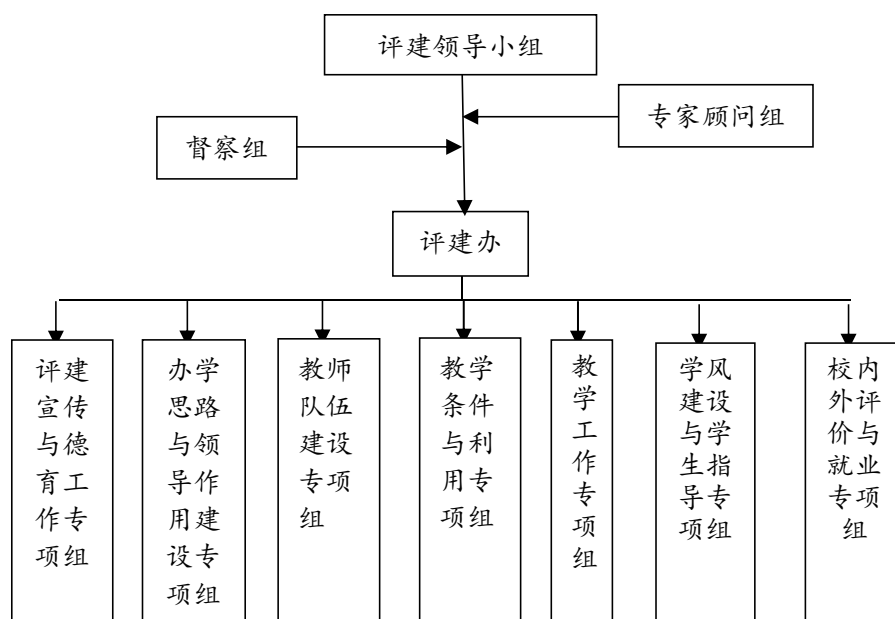 评建领导小组
专家顾问组
督察组
评建办
评建
宣传
与德
育工
作专
项组
办学
思路
与领
导作
用建
设专
项组
教师
队伍
建设
专项
组
教学
条件
与利
用专
项组
教
学
工
作
专
项
组
学风
建设
与学
生指
导专
项组
校内
外评
价与
就业
专项
组